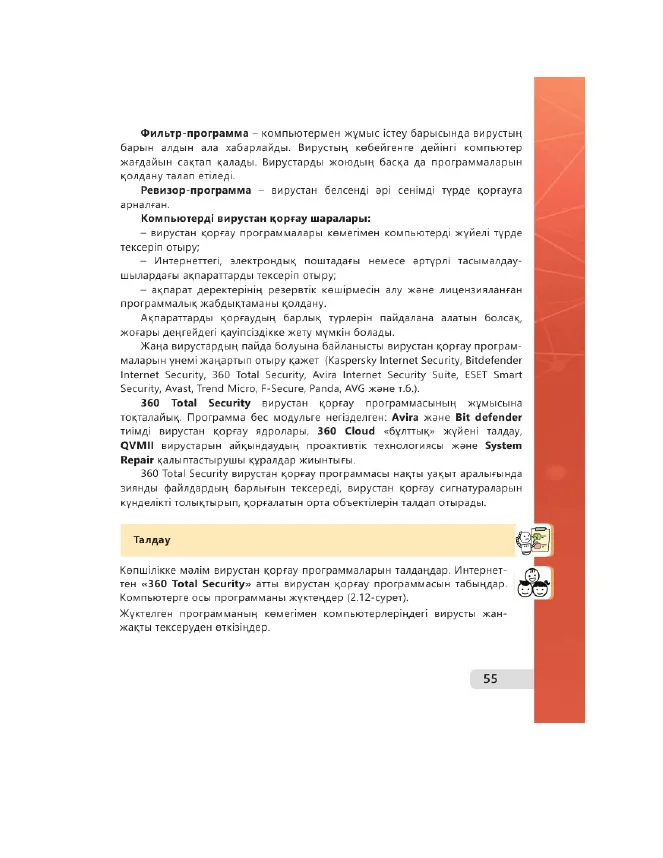 Фильтр-программа – компьютермен жұмыс істеу барысында вирустың
барын алдын ала хабарлайды. Вирустың көбейгенге дейінгі компьютер
жағдайын сақтап қалады. Вирустарды жоюдың басқа да программаларын
қолдану талап етіледі.
Ревизор-программа – вирустан белсенді әрі сенімді түрде қорғауға
арналған.
Компьютерді вирустан қорғау шаралары:
– вирустан қорғау программалары көмегімен компьютерді жүйелі түрде
тексеріп отыру;
– Интернеттегі, электрондық поштадағы немесе әртүрлі тасымалдау-
шылардағы ақпараттарды тексеріп отыру;
– ақпарат деректерінің резервтік көшірмесін алу және лицензияланған
программалық жабдықтаманы қолдану.
Ақпараттарды қорғаудың барлық түрлерін пайдалана алатын болсақ,
жоғары деңгейдегі қауіпсіздікке жету мүмкін болады.
Жаңа вирустардың пайда болуына байланысты вирустан қорғау програм-
маларын үнемі жаңартып отыру қажет (Kaspersky Internet Security, Bitdefender
Internet Security, 360 Total Security, Avira Internet Security Suite, ESET Smart
Security, Avast, Trend Micro, F-Secure, Panda, AVG және т.б.).
360 Total Security вирустан қорғау программасының жұмысына
тоқталайық. Программа бес модульге негізделген: Avira және Bit defender
тиімді вирустан қорғау ядролары, 360 Cloud «бұлттық» жүйені талдау,
QVMII вирустарын айқындаудың проактивтік технологиясы және System
Repair қалыптастырушы құралдар жиынтығы.
360 Total Security вирустан қорғау программасы нақты уақыт аралығында
зиянды файлдардың барлығын тексереді, вирустан қорғау сигнатураларын
күнделікті толықтырып, қорғалатын орта объектілерін талдап отырады.
Талдау
Көпшілікке мәлім вирустан қорғау программаларын талдаңдар. Интернет-
тен «360 Total Security» атты вирустан қорғау программасын табыңдар.
Компьютерге осы программаны жүктеңдер (2.12-сурет).
Жүктелген программаның көмегімен компьютерлеріңдегі вирусты жан-
жақты тексеруден өткізіңдер.
55